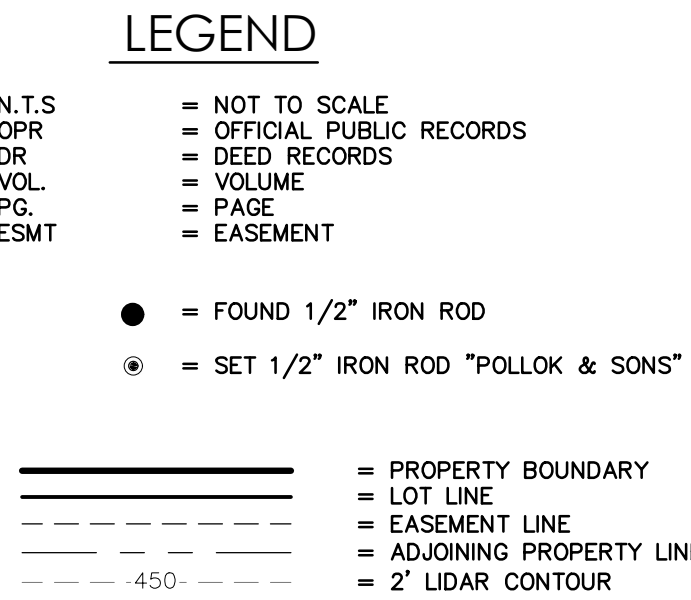 LEGEND
N.T.S = NOT TO SCALE
OPR = OFFICIAL PUBLIC RECORDS
DR = DEED RECORDS
VOL. = VOLUME
PG. = PAGE
ESMT = EASEMENT
= FOUND 1/2" IRON ROD
= SET 1/2" IRON ROD "POLLOK & SONS"
= PROPERTY BOUNDARY
= LOT LINE
= EASEMENT LINE
= ADJOINING PROPERTY LIN
-450- = 2' LIDAR CONTOUR